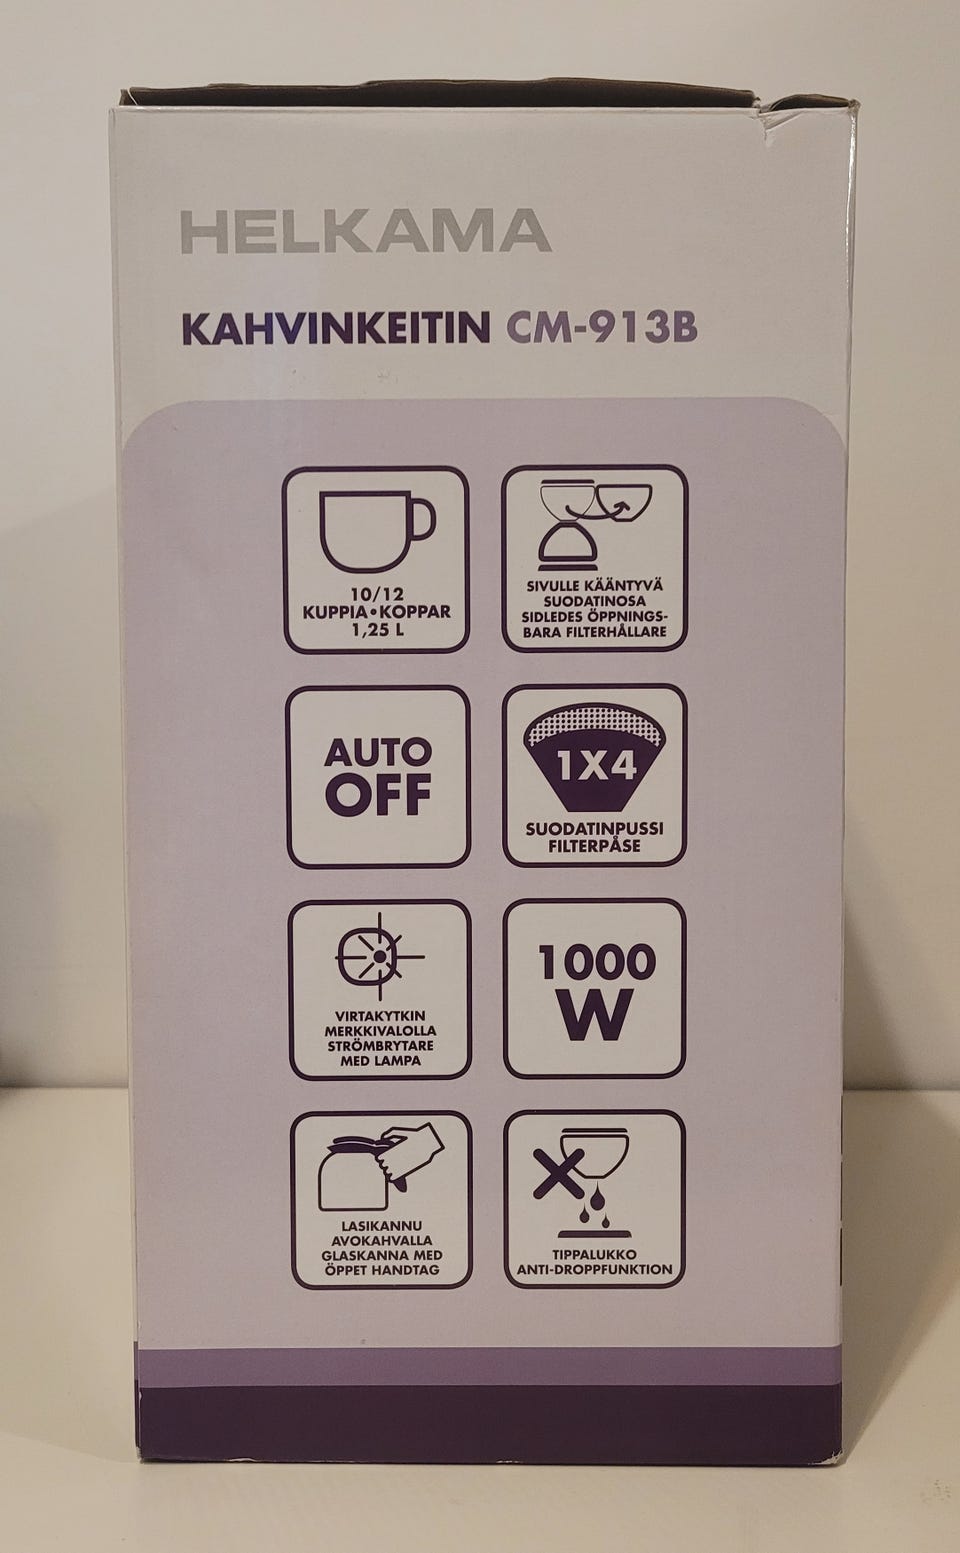 HELKAMA
KAHVINKEITIN CM-913B
10/12
KUPPIA•KOPPAR
1,25 L
SIVULLE KÄÄNTYVÄ
SUODATINOSA
SIDLEDES ÖPPNINGS-
BARA FILTERHÅLLARE
AUTO
OFF
1X4
SUODATINPUSSI
FILTERPÅSE
VIRTAKYTKIN
MERKKIVALOLLA
STRÖMBRYTARE
MED LAMPA
1000
W
LASIKANNU
AVOKAHVALLA
GLASKANNA MED
ÖPPET HANDTAG
TIPPALUKKO
ANTI-DROPPFUNKTION